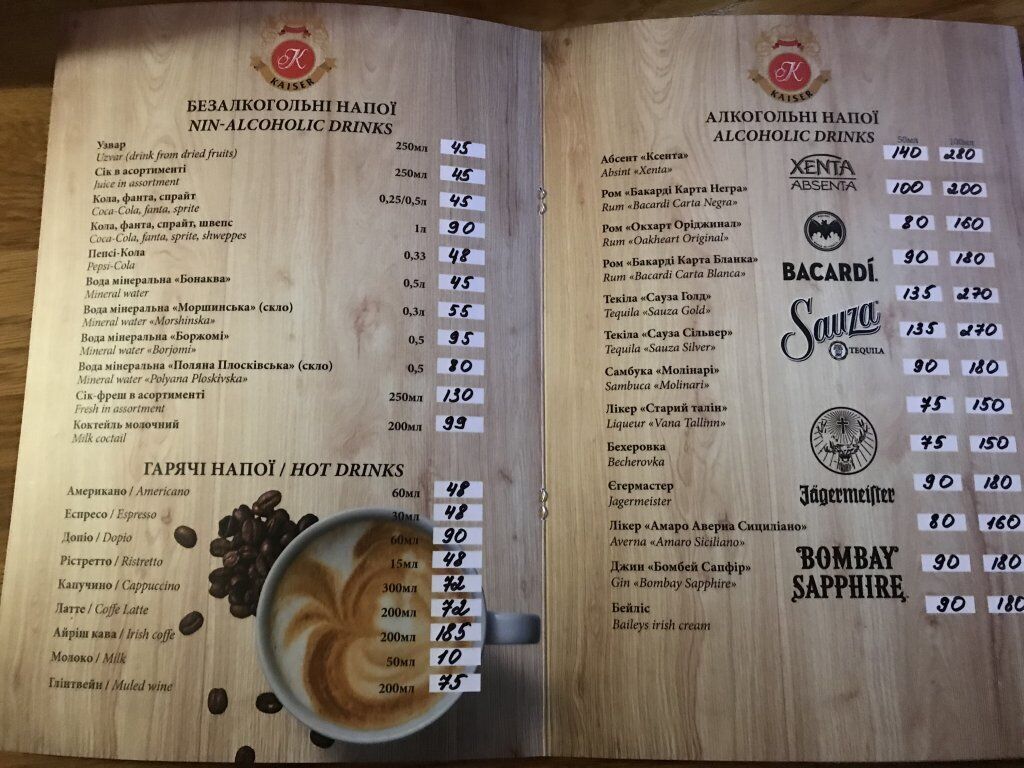 K
KAISER
БЕЗАЛКОГОЛЬНІ НАПОЇ
NIN-ALCOHOLIC DRINKS
Узвар 250мл 45
Uzvar (drink from dried fruits)
Сік в асортименті 250мл 45
Juice in assortment
Кола, фанта, спрайт 0,25/0,5л 45
Coca-Cola, fanta, sprite
Кола, фанта, спрайт, швепс 1л 90
Coca-Cola, fanta, sprite, shweppes
Пепсі-Кола 0,33 48
Pepsi-Cola
Вода мінеральна «Бонаква» 0,5л 45
Mineral water
Вода мінеральна «Моршинська» (скло) 0,3л 55
Mineral water «Morshinska»
Вода мінеральна «Боржомі» 0,5 95
Mineral water «Borjomi»
Вода мінеральна «Поляна Плосківська» (скло) 0,5 80
Mineral water «Polyana Ploskivska»
Сік-фреш в асортименті 250мл 130
Fresh in assortment
Коктейль молочний 200мл 99
Milk coctail
ГАРЯЧІ НАПОЇ / HOT DRINKS
Американо / Americano 60мл 48
Еспресо / Espresso 30мл 48
Допіо / Dopio 60мл 90
Рістретто / Ristretto 15мл 48
Капучино / Cappuccino 300мл 72
Латте / Coffe Latte 200мл 72
Айріш кава / Irish coffe 200мл 185
Молоко / Milk 50мл 10
Глінтвейн / Muled wine 200мл 75
K
KAISER
АЛКОГОЛЬНІ НАПОЇ
ALCOHOLIC DRINKS
50мл 100мл
Абсент «Ксента» 140 280
Absint «Xenta»
XENTA
ABSENTA
Ром «Бакарді Карта Негра» 100 200
Rum «Bacardi Carta Negra»
Ром «Окхарт Оріджинал» 80 160
Rum «Oakheart Original»
Ром «Бакарді Карта Бланка» 90 180
Rum «Bacardi Carta Blanca»
BACARDÍ.
Текіла «Сауза Голд» 135 270
Tequila «Sauza Gold»
Sauza
TEQUILA
Текіла «Сауза Сільвер» 135 270
Tequila «Sauza Silver»
Самбука «Молінарі» 90 180
Sambuca «Molinari»
Лікер «Старий талін» 75 150
Liqueur «Vana Tallinn»
Бехеровка 75 150
Becherovka
Єгермастер 90 180
Jagermeister
Jägermeister
Лікер «Амаро Аверна Сициліано» 80 160
Averna «Amaro Siciliano»
Джин «Бомбей Сапфір» 90 180
Gin «Bombay Sapphire»
BOMBAY
SAPPHIRE
Бейліс 90 180
Baileys irish cream